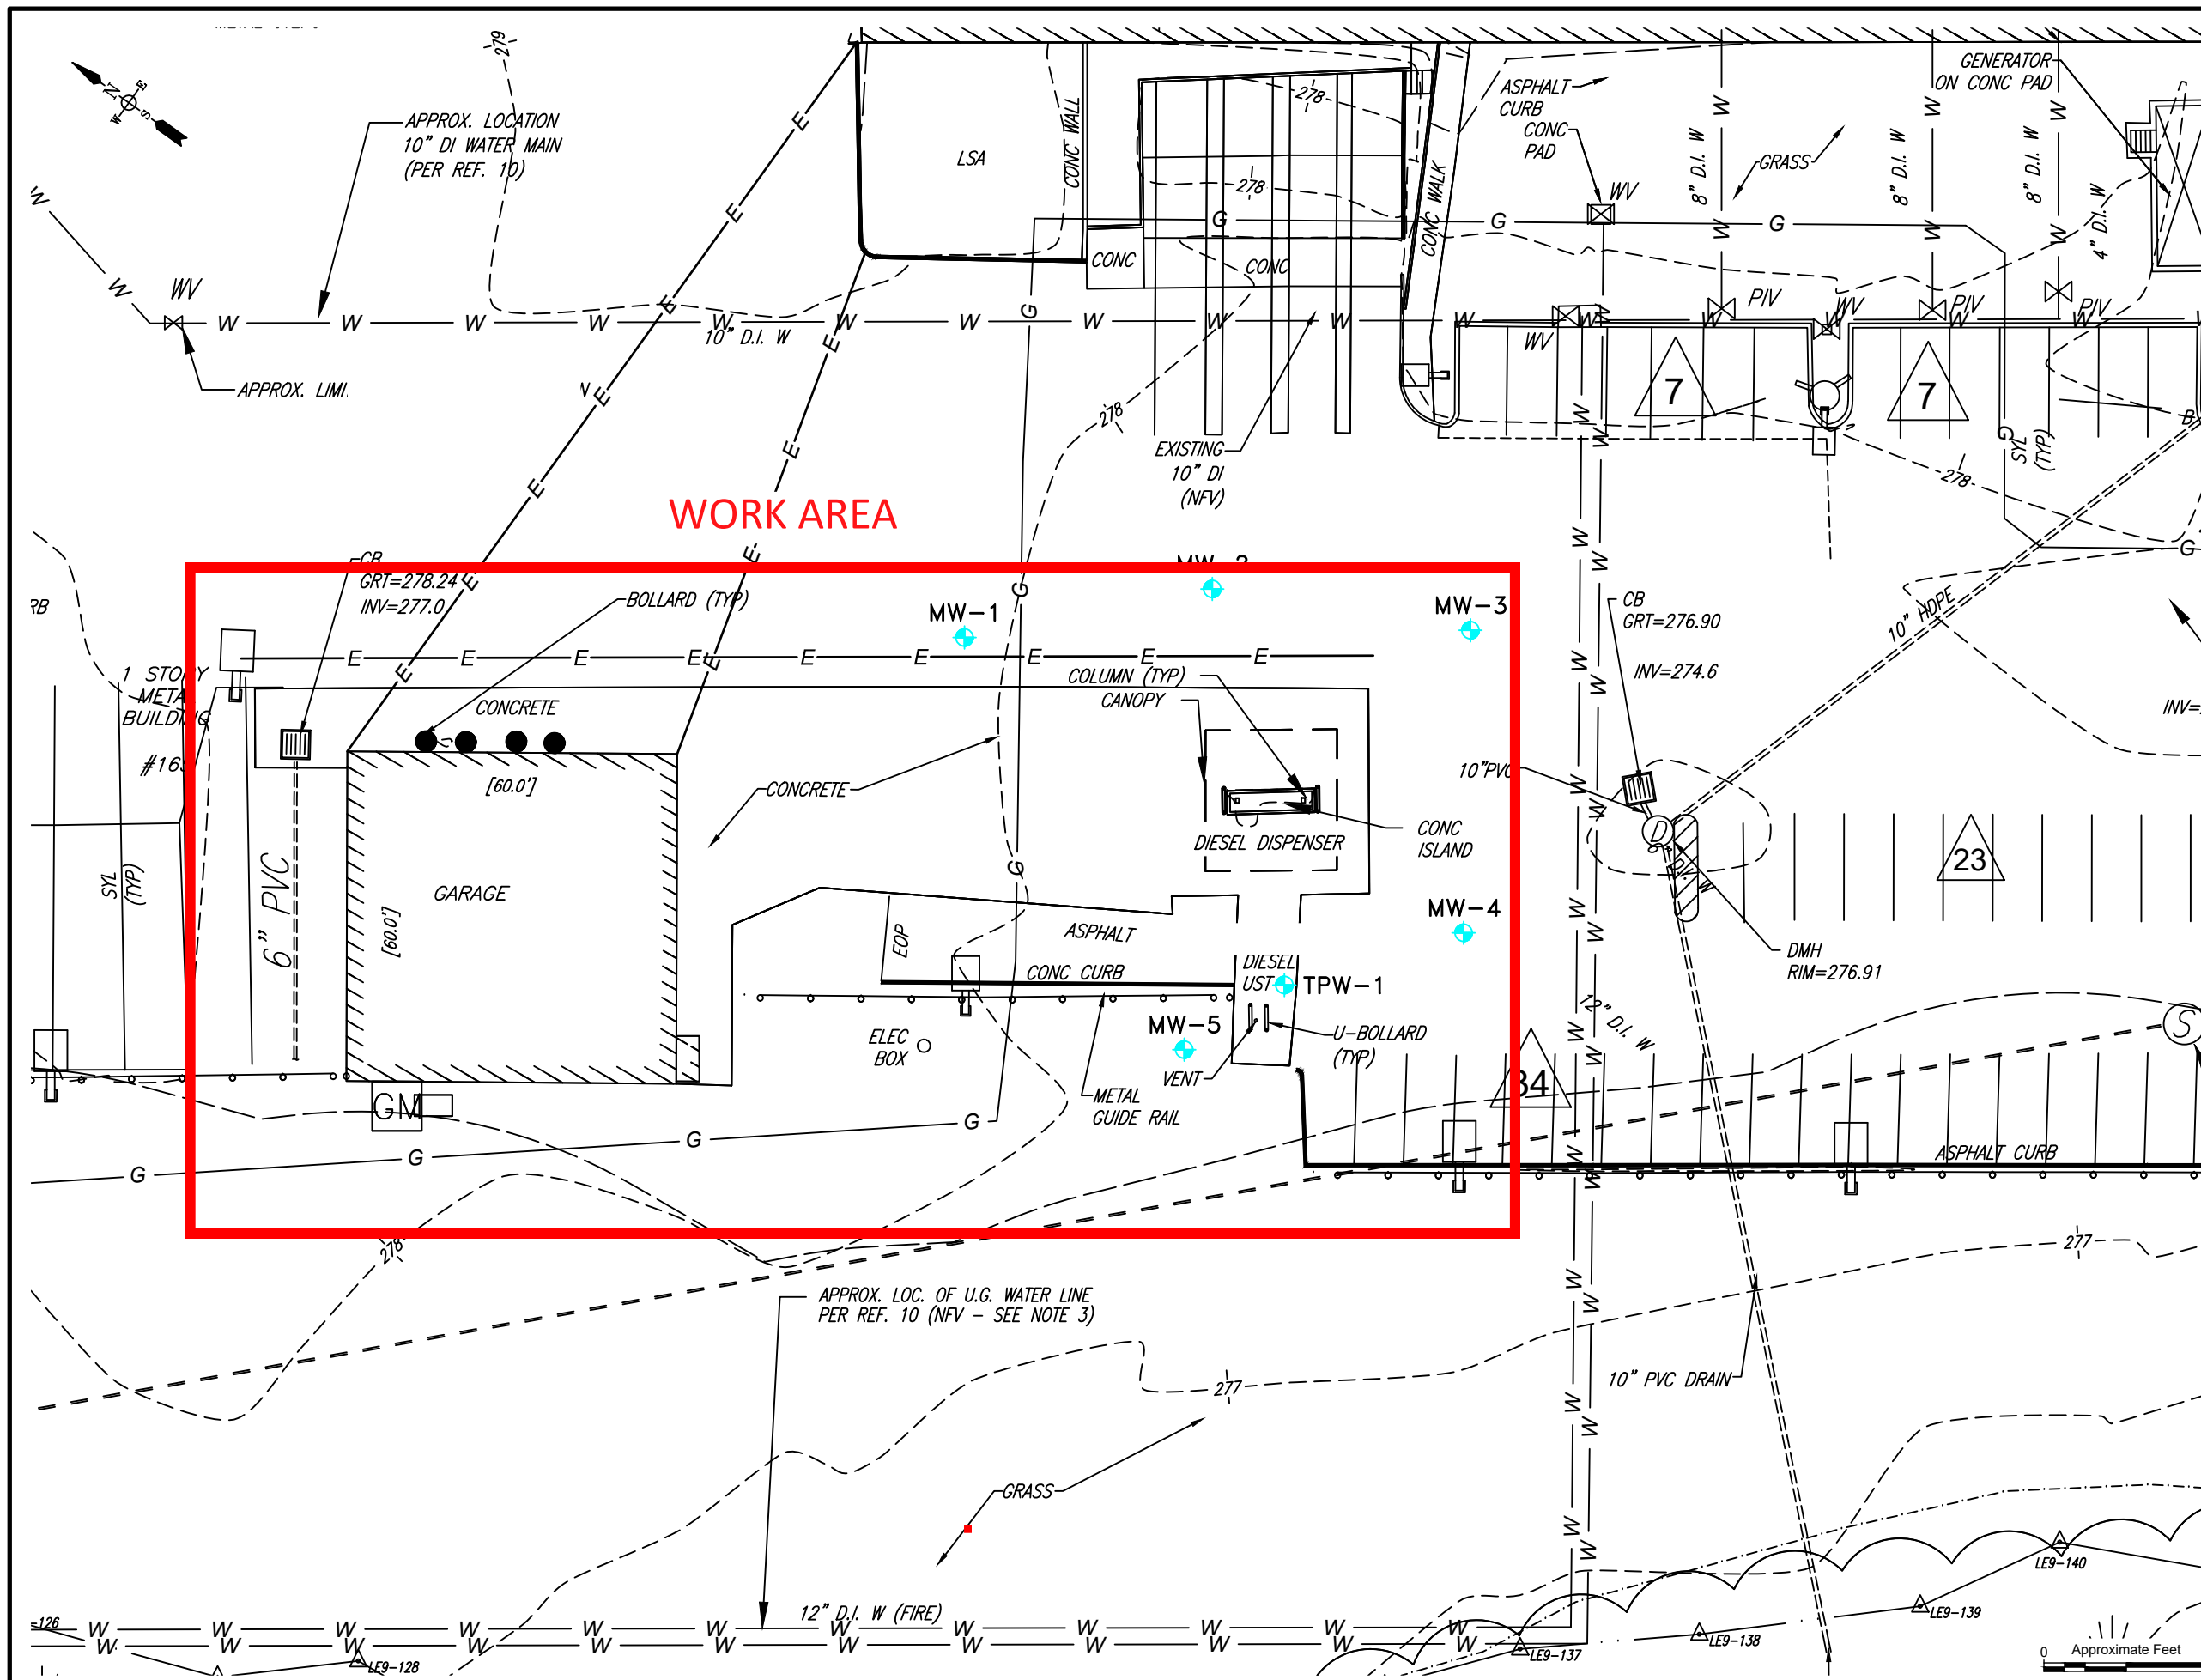 279
N
E
W
S
APPROX. LOCATION
10" DI WATER MAIN
(PER REF. 10)
LSA
CONC WALL
278
278
CONC
CONC
CONC WALK
ASPHALT
CURB
CONC
PAD
WV
GRASS
8" D.I. W
8" D.I. W
8" D.I. W
4" D.I. W
GENERATOR
ON CONC PAD
WV
10" D.I. W
APPROX. LIMI
EXISTING
10" DI
(NFV)
278
WV
PIV
WV
PIV
PIV
7
7
SYL
(TYP)
278
WORK AREA
CB
GRT=278.24
INV=277.0
BOLLARD (TYP)
MW-1
MW-2
MW-3
CB
GRT=276.90
INV=274.6
10" HDPE
INV=
RB
1 STORY
METAL
BUILDING
#16
CONCRETE
COLUMN (TYP)
CANOPY
[60.0']
CONCRETE
10"PVC
DIESEL DISPENSER
CONC
ISLAND
D
23
SYL
(TYP)
6" PVC
GARAGE
[60.0']
EOP
ASPHALT
MW-4
CONC CURB
DIESEL
UST
TPW-1
DMH
RIM=276.91
ELEC
BOX
MW-5
VENT
U-BOLLARD
(TYP)
12" D.I. W
S
34
METAL
GUIDE RAIL
GM
ASPHALT CURB
G
E
W
278
277
APPROX. LOC. OF U.G. WATER LINE
PER REF. 10 (NFV - SEE NOTE 3)
277
10" PVC DRAIN
GRASS
LE9-140
LE9-139
LE9-138
LE9-137
12" D.I. W (FIRE)
-126
LE9-128
0 Approximate Feet